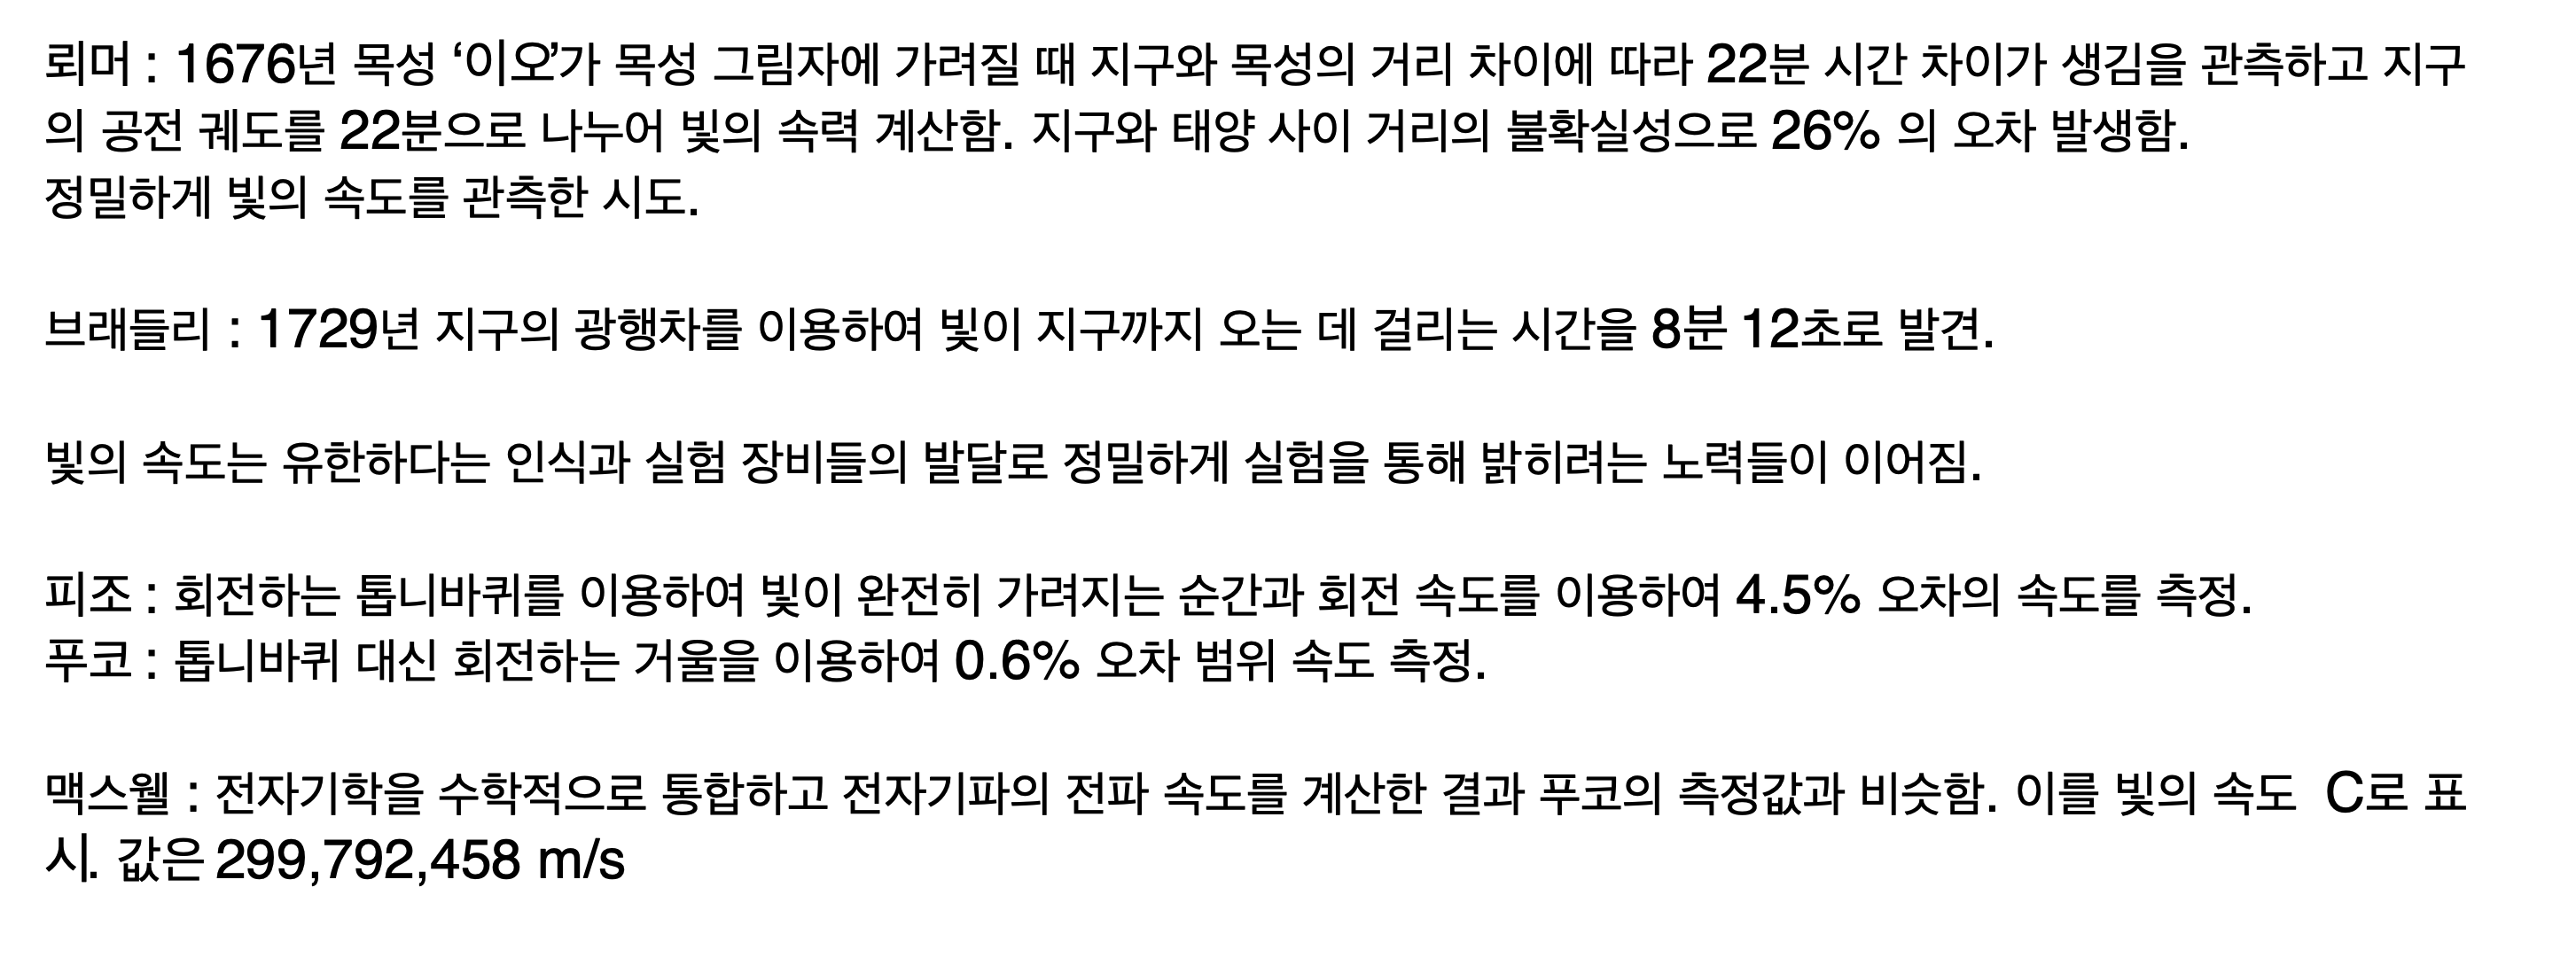 뢰머 : 1676년 목성 ‘이오’가 목성 그림자에 가려질 때 지구와 목성의 거리 차이에 따라 22분 시간 차이가 생김을 관측하고 지구
의 공전 궤도를 22분으로 나누어 빛의 속력 계산함. 지구와 태양 사이 거리의 불확실성으로 26% 의 오차 발생함.
정밀하게 빛의 속도를 관측한 시도.
브래들리 : 1729년 지구의 광행차를 이용하여 빛이 지구까지 오는 데 걸리는 시간을 8분 12초로 발견.
빛의 속도는 유한하다는 인식과 실험 장비들의 발달로 정밀하게 실험을 통해 밝히려는 노력들이 이어짐.
피조 : 회전하는 톱니바퀴를 이용하여 빛이 완전히 가려지는 순간과 회전 속도를 이용하여 4.5% 오차의 속도를 측정.
푸코 : 톱니바퀴 대신 회전하는 거울을 이용하여 0.6% 오차 범위 속도 측정.
맥스웰 : 전자기학을 수학적으로 통합하고 전자기파의 전파 속도를 계산한 결과 푸코의 측정값과 비슷함. 이를 빛의 속도  C로 표
시. 값은 299,792,458 m/s